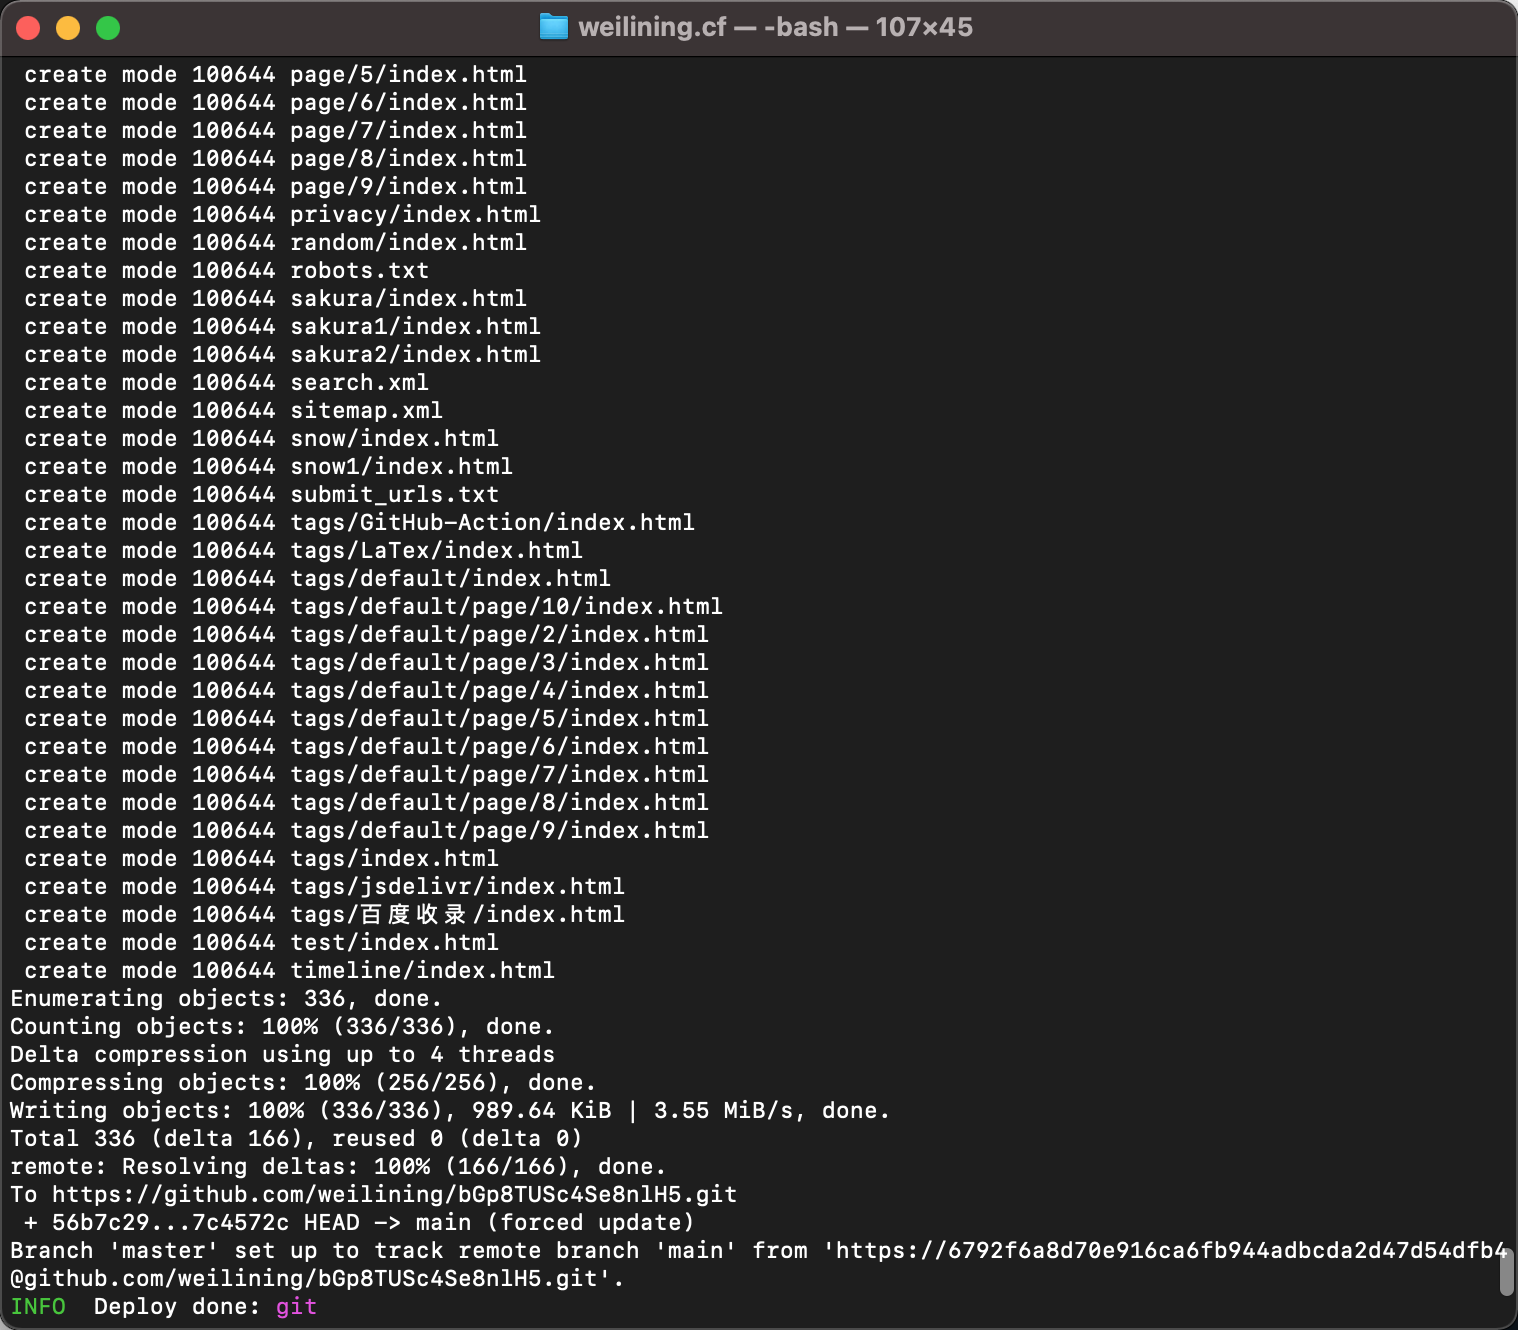 weilining.cf — -bash — 107×45
create mode 100644 page/5/index.html
create mode 100644 page/6/index.html
create mode 100644 page/7/index.html
create mode 100644 page/8/index.html
create mode 100644 page/9/index.html
create mode 100644 privacy/index.html
create mode 100644 random/index.html
create mode 100644 robots.txt
create mode 100644 sakura/index.html
create mode 100644 sakura1/index.html
create mode 100644 sakura2/index.html
create mode 100644 search.xml
create mode 100644 sitemap.xml
create mode 100644 snow/index.html
create mode 100644 snow1/index.html
create mode 100644 submit_urls.txt
create mode 100644 tags/GitHub-Action/index.html
create mode 100644 tags/LaTex/index.html
create mode 100644 tags/default/index.html
create mode 100644 tags/default/page/10/index.html
create mode 100644 tags/default/page/2/index.html
create mode 100644 tags/default/page/3/index.html
create mode 100644 tags/default/page/4/index.html
create mode 100644 tags/default/page/5/index.html
create mode 100644 tags/default/page/6/index.html
create mode 100644 tags/default/page/7/index.html
create mode 100644 tags/default/page/8/index.html
create mode 100644 tags/default/page/9/index.html
create mode 100644 tags/index.html
create mode 100644 tags/jsdelivr/index.html
create mode 100644 tags/百度收录/index.html
create mode 100644 test/index.html
create mode 100644 timeline/index.html
Enumerating objects: 336, done.
Counting objects: 100% (336/336), done.
Delta compression using up to 4 threads
Compressing objects: 100% (256/256), done.
Writing objects: 100% (336/336), 989.64 KiB | 3.55 MiB/s, done.
Total 336 (delta 166), reused 0 (delta 0)
remote: Resolving deltas: 100% (166/166), done.
To https://github.com/weilining/bGp8TUSc4Se8nlH5.git
+ 56b7c29...7c4572c HEAD -> main (forced update)
Branch 'master' set up to track remote branch 'main' from 'https://6792f6a8d70e916ca6fb944adbcda2d47d54dfb4
@github.com/weilining/bGp8TUSc4Se8nlH5.git'.
INFO  Deploy done: git